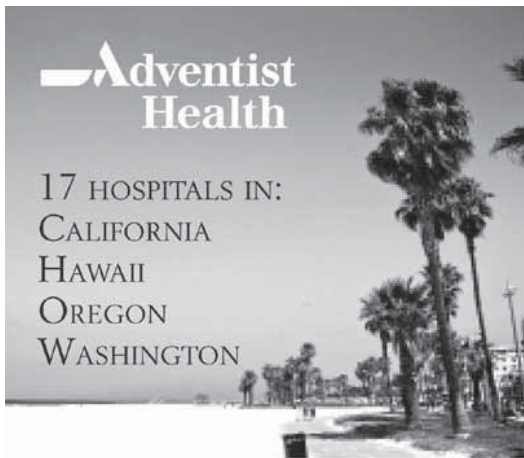 Adventist
Health
17 HOSPITALS IN:
CALIFORNIA
HAWAII
OREGON
WASHINGTON